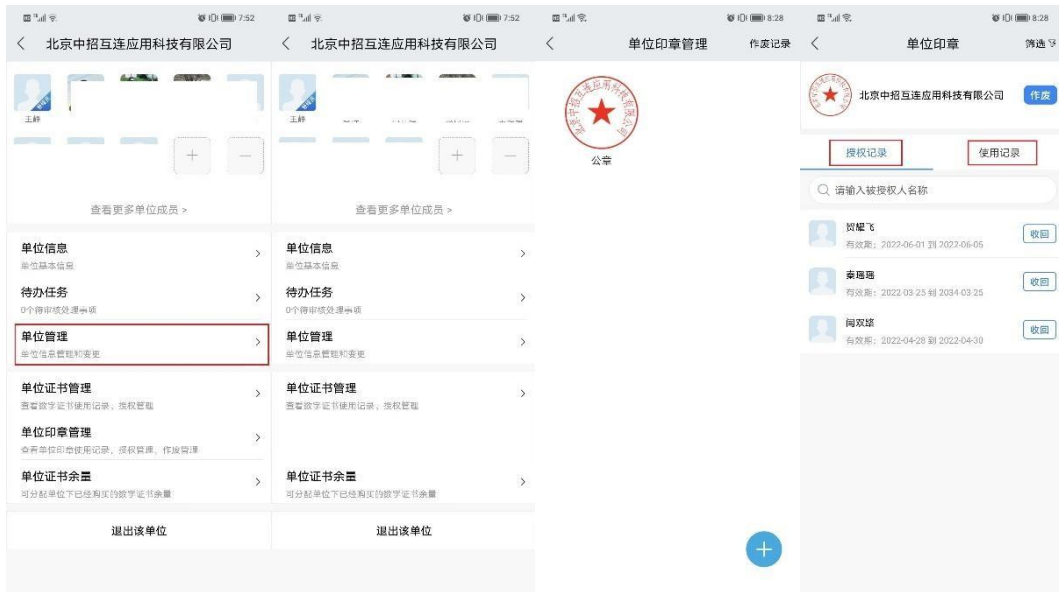 7:52
北京中招互连应用科技有限公司
王静
查看更多单位成员 >
单位信息
单位基本信息
待办任务
0个待审核处理事项
单位管理
单位信息管理和变更
单位证书管理
查看数字证书使用记录、授权管理
单位印章管理
查看单位印章使用记录、授权管理、作废管理
单位证书余量
可分配单位下已经购买的数字证书余量
退出该单位
7:52
北京中招互连应用科技有限公司
王静
查看更多单位成员 >
单位信息
单位基本信息
待办任务
0个待审核处理事项
单位管理
单位信息管理和变更
单位证书管理
查看数字证书使用记录、授权管理
单位证书余量
可分配单位下已经购买的数字证书余量
退出该单位
8:28
单位印章管理
作废记录
北京中招互连应用科技有限公司
公章
8:28
单位印章
筛选
北京中招互连应用科技有限公司
作废
授权记录
使用记录
请输入被授权人名称
贺耀飞
有效期：2022-06-01 到 2022-06-05
收回
秦瑶瑶
有效期：2022-03-25 到 2034-03-25
收回
闻双
有效期：2022-04-28 到 2022-04-30
收回